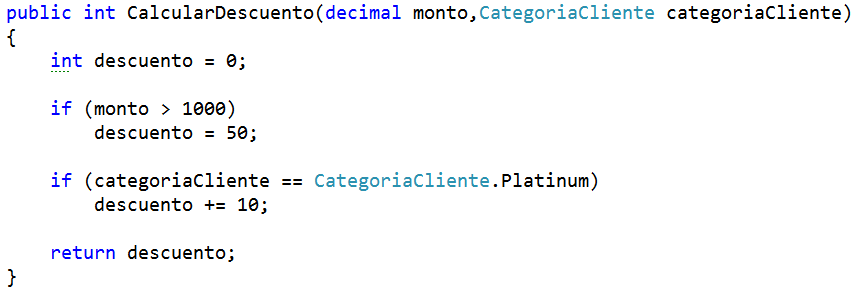 public int CalcularDescuento(decimal monto,CategoriaCliente categoriaCliente)
{
    int descuento = 0;
    if (monto > 1000)
        descuento = 50;
    if (categoriaCliente == CategoriaCliente.Platinum)
        descuento += 10;
    return descuento;
}